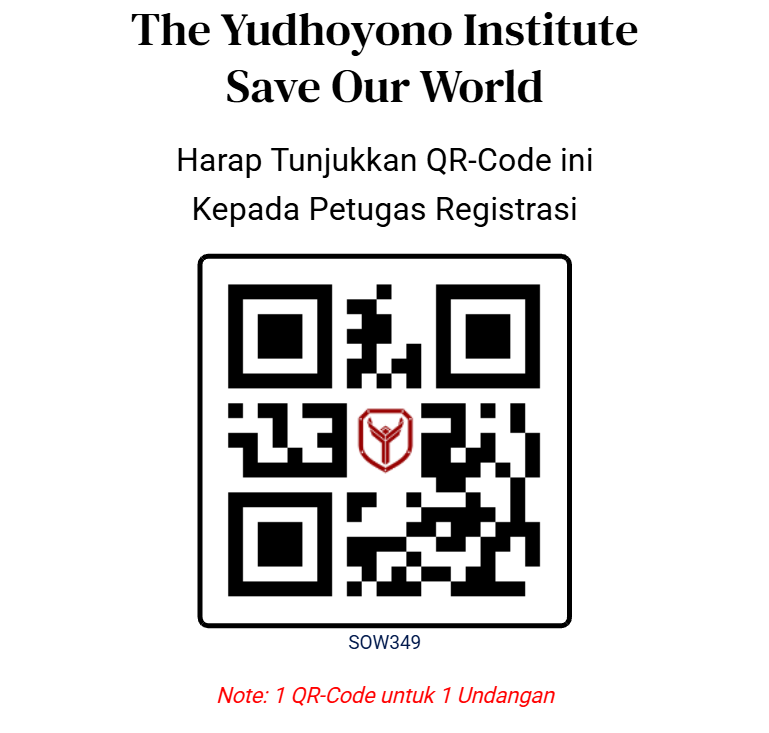 The Yudhoyono Institute
Save Our World
Harap Tunjukkan QR-Code ini
Kepada Petugas Registrasi
SOW349
Note: 1 QR-Code untuk 1 Undangan